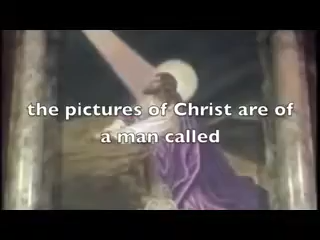 the pictures of Christ are of
a man called